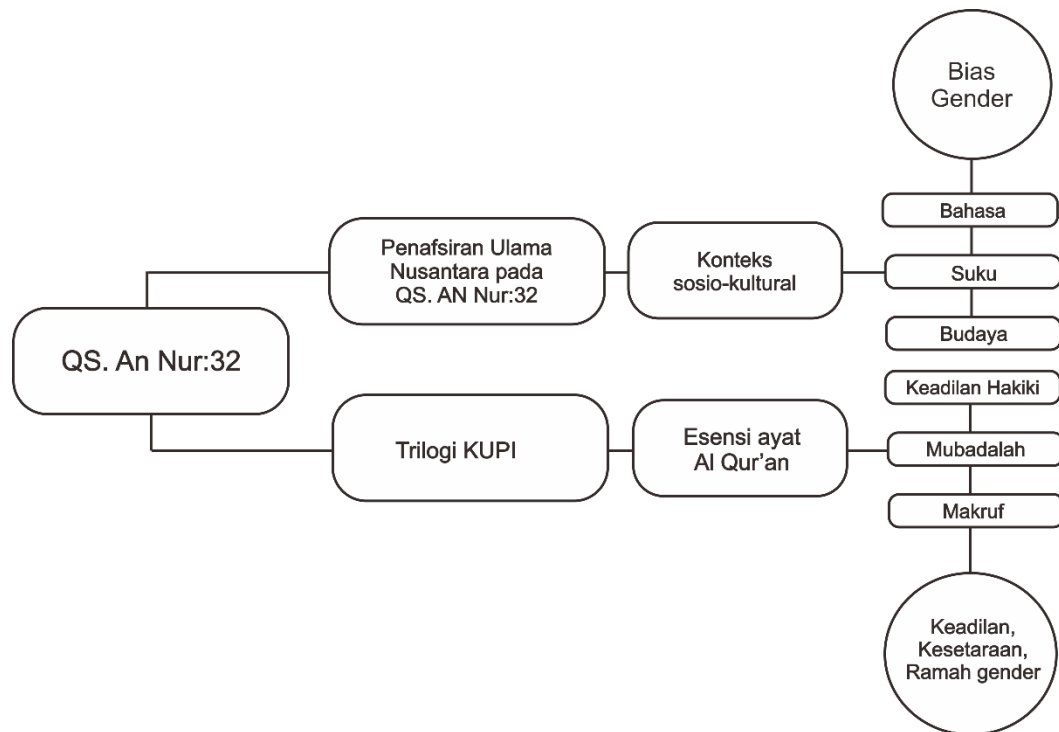 Bias
Gender
Bahasa
Penafsiran Ulama
Nusantara pada
QS. AN Nur:32
Konteks
sosio-kultural
Suku
Budaya
QS. An Nur:32
Keadilan Hakiki
Trilogi KUPI
Esensi ayat
Al Qur’an
Mubadalah
Makruf
Keadilan,
Kesetaraan,
Ramah gender